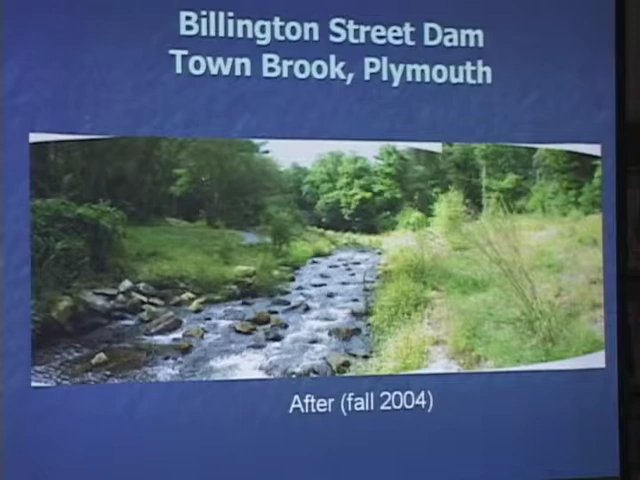 Billington Street Dam
Town Brook, Plymouth
After (fall 2004)